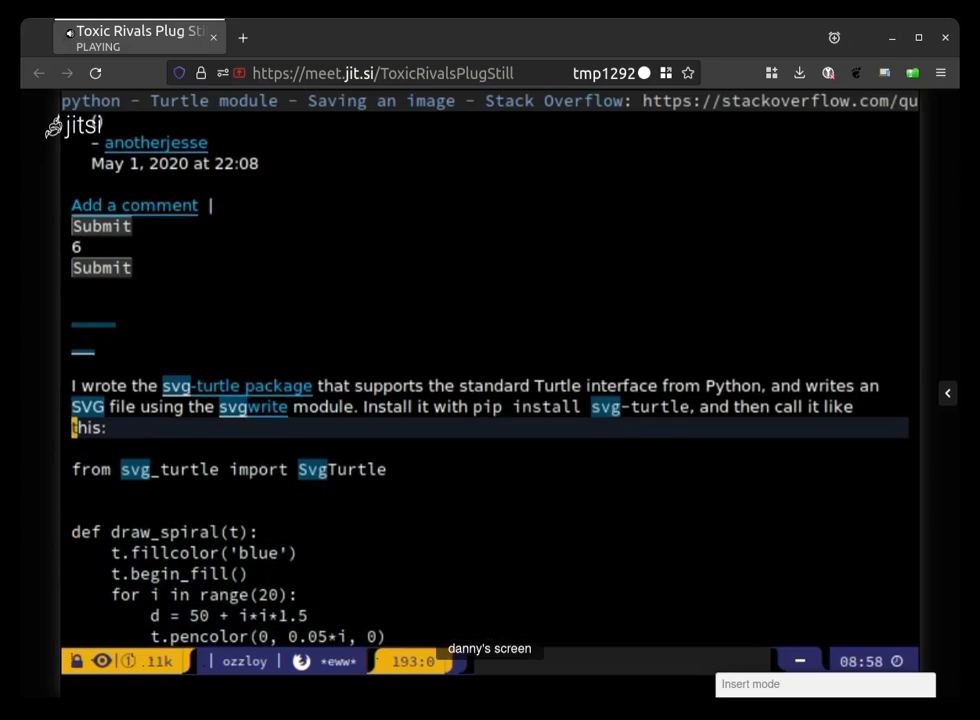 Toxic Rivals Plug Sti
PLAYING
https://meet.jit.si/ToxicRivalsPlugStill
tmp1292
python - Turtle module - Saving an image - Stack Overflow: https://stackoverflow.com/qu
jitsi
– anotherjesse
May 1, 2020 at 22:08
Add a comment |
Submit
6
Submit
I wrote the svg-turtle package that supports the standard Turtle interface from Python, and writes an
SVG file using the svgwrite module. Install it with pip install svg-turtle, and then call it like
this:
from svg_turtle import SvgTurtle
def draw_spiral(t):
    t.fillcolor('blue')
    t.begin_fill()
    for i in range(20):
        d = 50 + i*i*1.5
        t.pencolor(0, 0.05*i, 0)
danny's screen
.11k | ozzloy *eww* 193:0 – 08:58
Insert mode